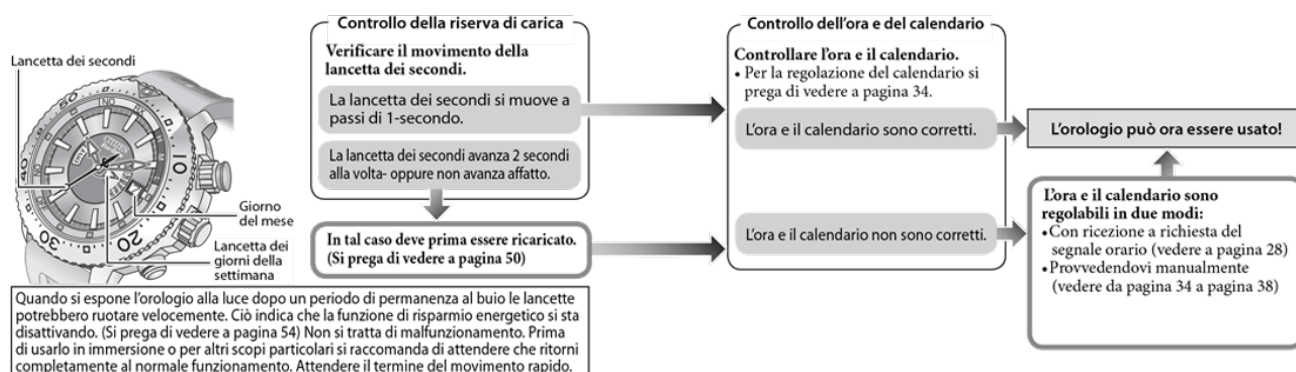 Lancetta dei secondi
Giorno
del mese
Lancetta dei
giorni della
settimana
50
40
30
20
10
Quando si espone l'orologio alla luce dopo un periodo di permanenza al buio le lancette
potrebbero ruotare velocemente. Ciò indica che la funzione di risparmio energetico si sta
disattivando. (Si prega di vedere a pagina 54) Non si tratta di malfunzionamento. Prima
di usarlo in immersione o per altri scopi particolari si raccomanda di attendere che ritorni
completamente al normale funzionamento. Attendere il termine del movimento rapido.
Controllo della riserva di carica
Verificare il movimento della
lancetta dei secondi.
La lancetta dei secondi si muove a
passi di 1-secondo.
La lancetta dei secondi avanza 2 secondi
alla volta- oppure non avanza affatto.
In tal caso deve prima essere ricaricato.
(Si prega di vedere a pagina 50)
Controllo dell'ora e del calendario
Controllare l'ora e il calendario.
• Per la regolazione del calendario si
prega di vedere a pagina 34.
L'ora e il calendario sono corretti.
L'ora e il calendario non sono corretti.
L'orologio può ora essere usato!
L'ora e il calendario sono
regolabili in due modi:
•Con ricezione a richiesta del
segnale orario (vedere a pagina 28)
•Provvedendovi manualmente
(vedere da pagina 34 a pagina 38)